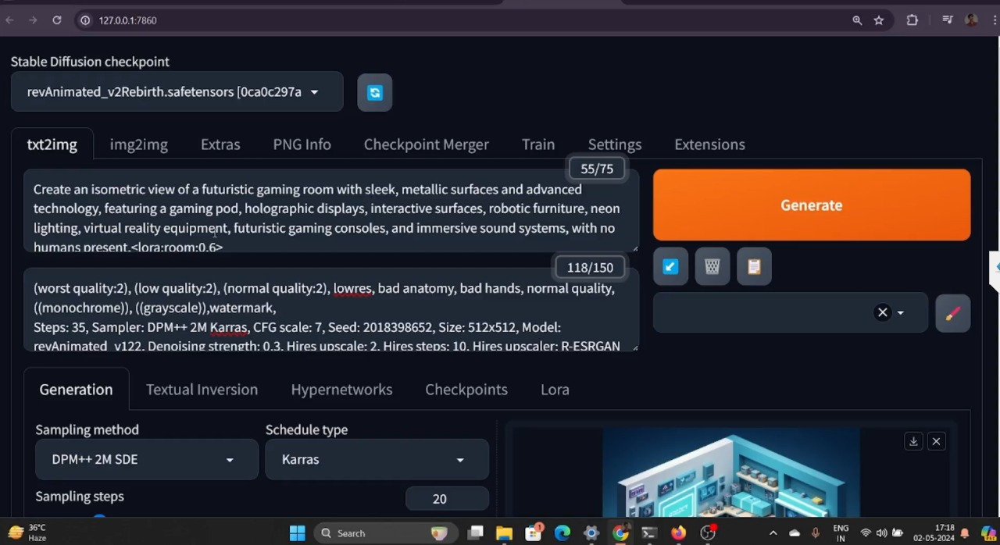 127.0.0.1:7860
Stable Diffusion checkpoint
revAnimated_v2Rebirth.safetensors [0ca0c297a
txt2img img2img Extras PNG Info Checkpoint Merger Train Settings Extensions
55/75
Create an isometric view of a futuristic gaming room with sleek, metallic surfaces and advanced
technology, featuring a gaming pod, holographic displays, interactive surfaces, robotic furniture, neon
lighting, virtual reality equipment, futuristic gaming consoles, and immersive sound systems, with no
humans present.<lora:room:0.6>
Generate
118/150
(worst quality:2), (low quality:2), (normal quality:2), lowres, bad anatomy, bad hands, normal quality,
((monochrome)), ((grayscale)),watermark,
Steps: 35, Sampler: DPM++ 2M Karras, CFG scale: 7, Seed: 2018398652, Size: 512x512, Model:
revAnimated_v122, Denoising strength: 0.3, Hires upscale: 2, Hires steps: 10, Hires upscaler: R-ESRGAN
Generation Textual Inversion Hypernetworks Checkpoints Lora
Sampling method Schedule type
DPM++ 2M SDE Karras
Sampling steps 20
36°C
Haze
Search
ENG
IN
17:18
02-05-2024